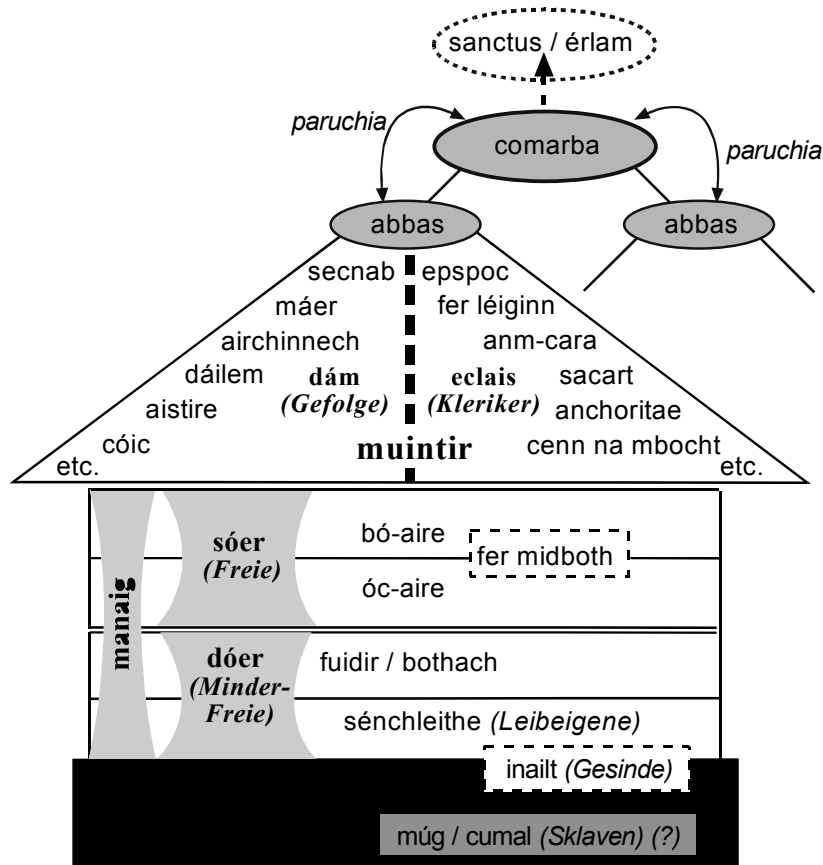 sanctus / érlam
paruchia
comarba
paruchia
abbas
abbas
secnab
epspoc
máer
fer léiginn
airchinnech
anm-cara
dáilem
dám
(Gefolge)
eclais
(Kleriker)
sacart
aistire
anchoritae
cóic
muintir
cenn na mbocht
etc.
etc.
manaig
sóer
(Freie)
bó-aire
fer midboth
óc-aire
dóer
(Minder-
Freie)
fuidir / bothach
sénchleithe (Leibeigene)
inailt (Gesinde)
múg / cumal (Sklaven) (?)